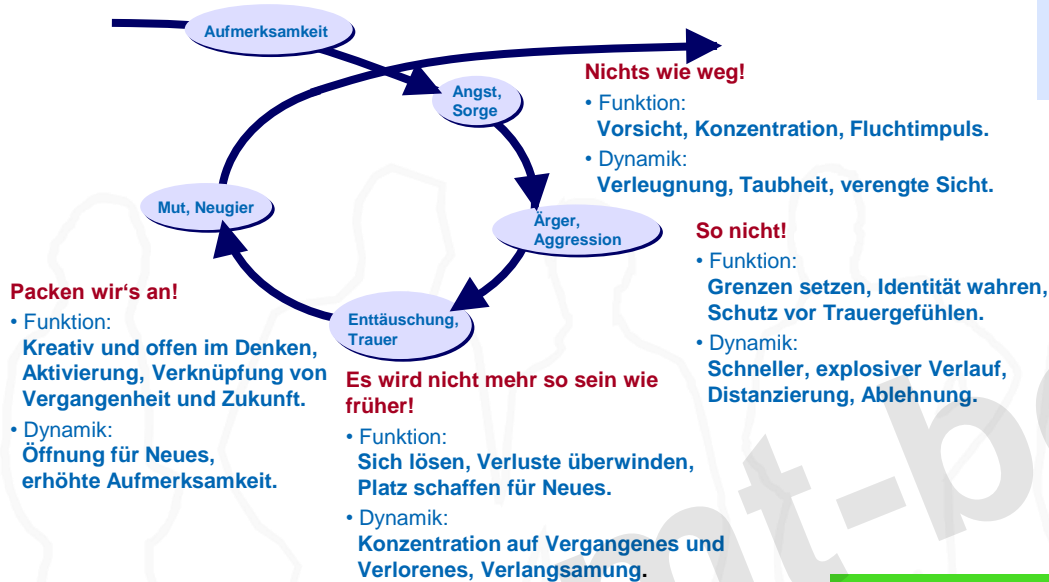 Aufmerksamkeit
Angst,
Sorge
Nichts wie weg!
• Funktion:
Vorsicht, Konzentration, Fluchtimpuls.
• Dynamik:
Verleugnung, Taubheit, verengte Sicht.
Mut, Neugier
Ärger,
Aggression
So nicht!
• Funktion:
Grenzen setzen, Identität wahren,
Schutz vor Trauergefühlen.
• Dynamik:
Schneller, explosiver Verlauf,
Distanzierung, Ablehnung.
Packen wir‘s an!
• Funktion:
Kreativ und offen im Denken,
Aktivierung, Verknüpfung von
Vergangenheit und Zukunft.
• Dynamik:
Öffnung für Neues,
erhöhte Aufmerksamkeit.
Enttäuschung,
Trauer
Es wird nicht mehr so sein wie
früher!
• Funktion:
Sich lösen, Verluste überwinden,
Platz schaffen für Neues.
• Dynamik:
Konzentration auf Vergangenes und
Verlorenes, Verlangsamung.